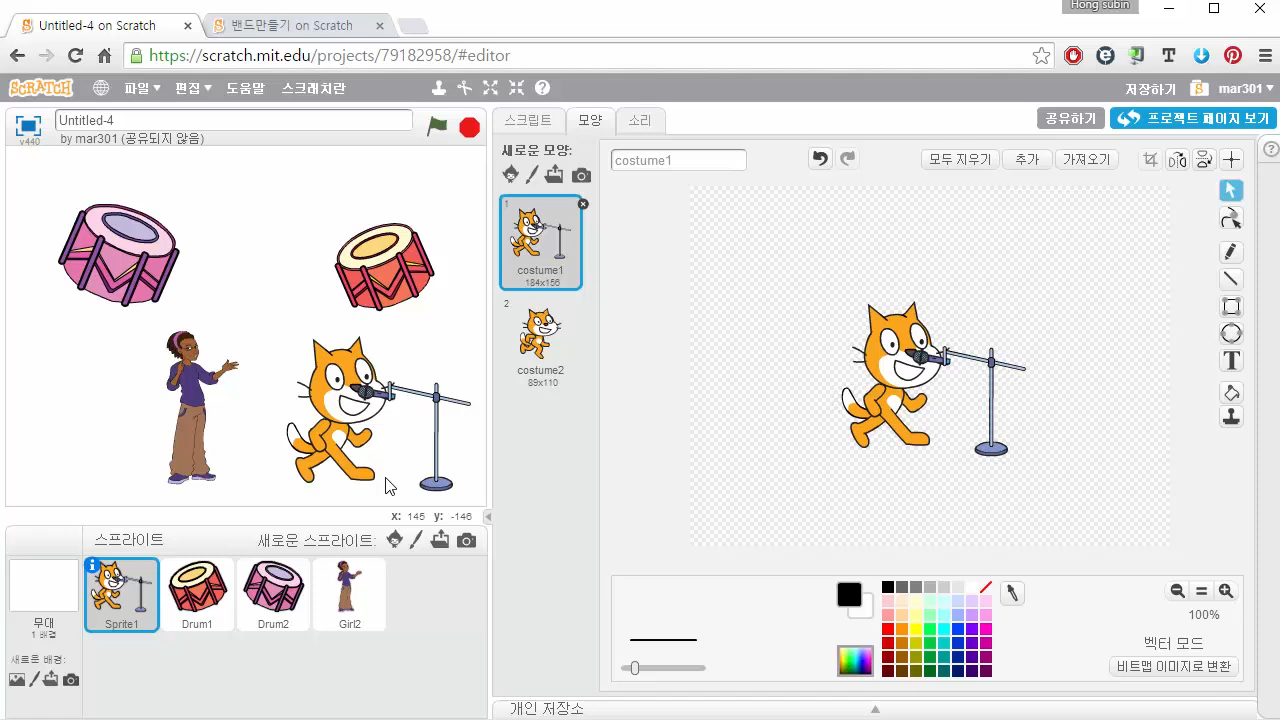 Hong subin
Untitled-4 on Scratch
밴드만들기 on Scratch
https://scratch.mit.edu/projects/79182958/#editor
SCRATCH 파일 편집 도움말 스크래치란 저장하기 mar301
Untitled-4
by mar301 (공유되지 않음)
v440
스크립트 모양 소리
공유하기 프로젝트 페이지 보기
새로운 모양:
costume1
모두 지우기 추가 가져오기
1
costume1
184x156
2
costume2
89x110
T
x: 145 y: -146
스프라이트 새로운 스프라이트:
Sprite1
Drum1
Drum2
Girl2
무대
1 배경
새로운 배경:
100%
벡터 모드
비트맵 이미지로 변환
개인 저장소